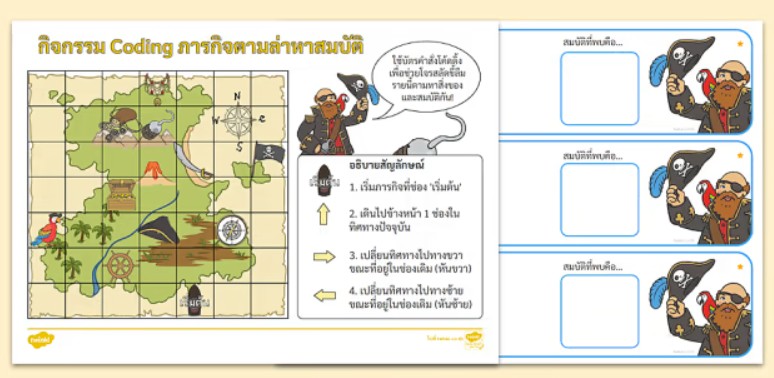 กิจกรรม Coding ภารกิจตามล่าหาสมบัติ
ใช้บัตรคำสั่งโค้ดดิ้ง
เพื่อช่วยโจรสลัดขี้ลืม
รายนี้ตามหาสิ่งของ
และสมบัติกัน!
N
W
E
S
เริ่มต้น
อธิบายสัญลักษณ์
เริ่มต้น
1. เริ่มภารกิจที่ช่อง 'เริ่มต้น'
2. เดินไปข้างหน้า 1 ช่องใน
ทิศทางปัจจุบัน
3. เปลี่ยนทิศทางไปทางขวา
ขณะที่อยู่ในช่องเดิม (หันขวา)
4. เปลี่ยนทิศทางไปทางซ้าย
ขณะที่อยู่ในช่องเดิม (หันซ้าย)
twinkl
สมบัติที่พบคือ...
สมบัติที่พบคือ...
สมบัติที่พบคือ...